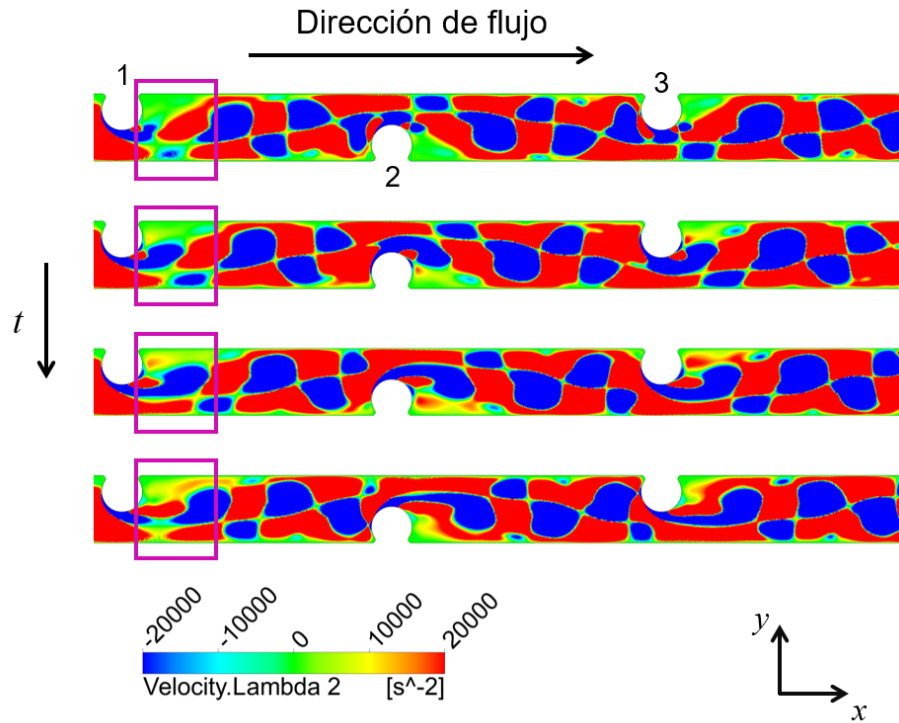 Dirección de flujo
1
3
2
t
-20000
-10000
0
10000
20000
Velocity.Lambda 2 [s^-2]
y
x